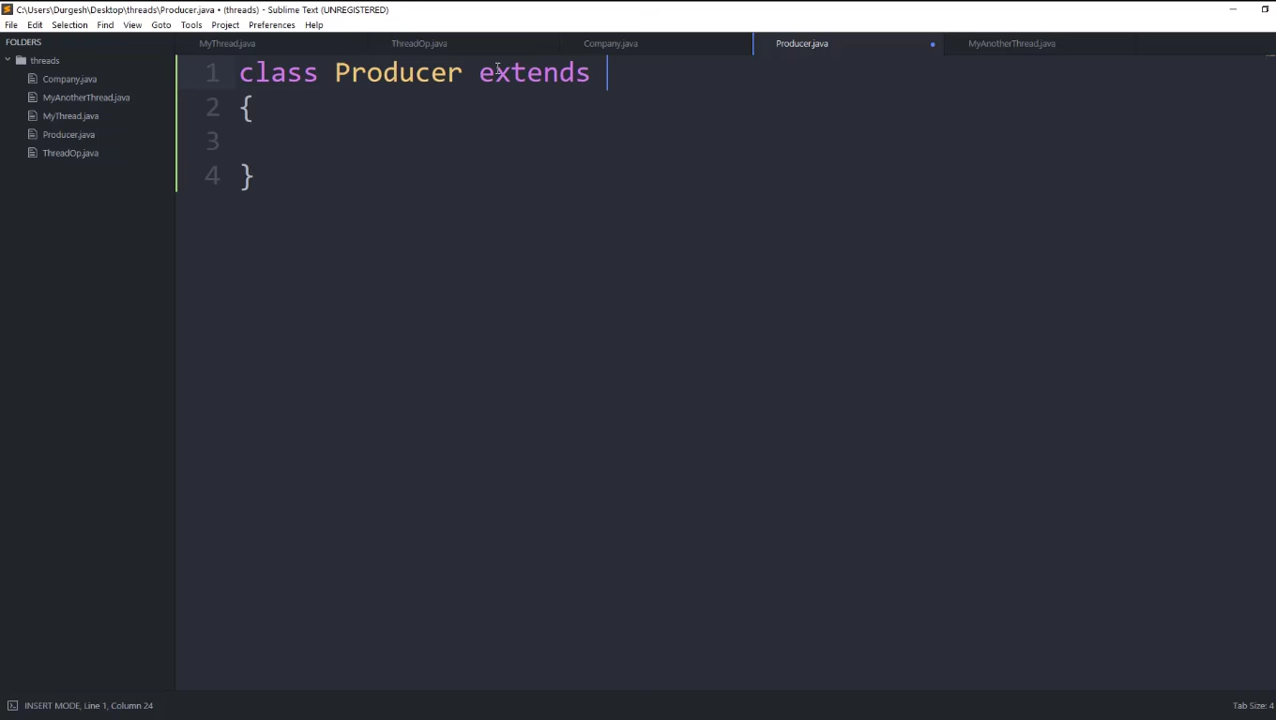 C:\Users\Durgesh\Desktop\threads\Producer.java • (threads) - Sublime Text (UNREGISTERED)
File Edit Selection Find View Goto Tools Project Preferences Help
FOLDERS
threads
Company.java
MyAnotherThread.java
MyThread.java
Producer.java
ThreadOp.java
MyThread.java ThreadOp.java Company.java Producer.java MyAnotherThread.java
1 class Producer extends
2 {
3
4 }
INSERT MODE, Line 1, Column 24 Tab Size: 4